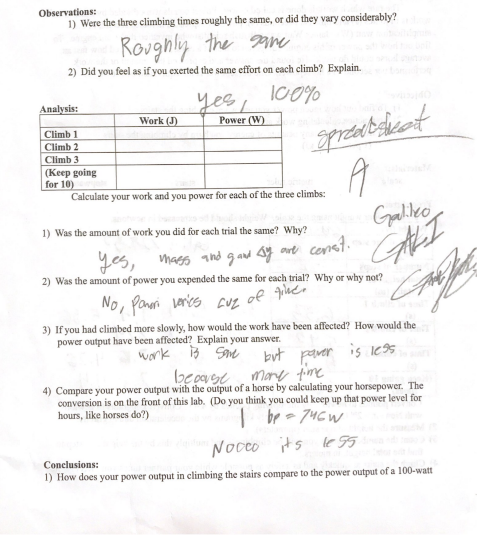 Observations:
1) Were the three climbing times roughly the same, or did they vary considerably?
Roughly the same
2) Did you feel as if you exerted the same effort on each climb? Explain.
Yes, 100%
Analysis:
Work (J) Power (W)
Climb 1
Climb 2
Climb 3
(Keep going
for 10)
spreadsheet
A
Calculate your work and you power for each of the three climbs:
Galileo
1) Was the amount of work you did for each trial the same? Why?
GALI
Yes, mass and g and Δy are const.
2) Was the amount of power you expended the same for each trial? Why or why not?
No, Power varies cuz of time.
3) If you had climbed more slowly, how would the work have been affected? How would the
power output have been affected? Explain your answer.
work is same but power is less
because more time
4) Compare your power output with the output of a horse by calculating your horsepower. The
conversion is on the front of this lab. (Do you think you could keep up that power level for
hours, like horses do?)
1 hp = 746W
NOOOO its less
Conclusions:
1) How does your power output in climbing the stairs compare to the power output of a 100-watt